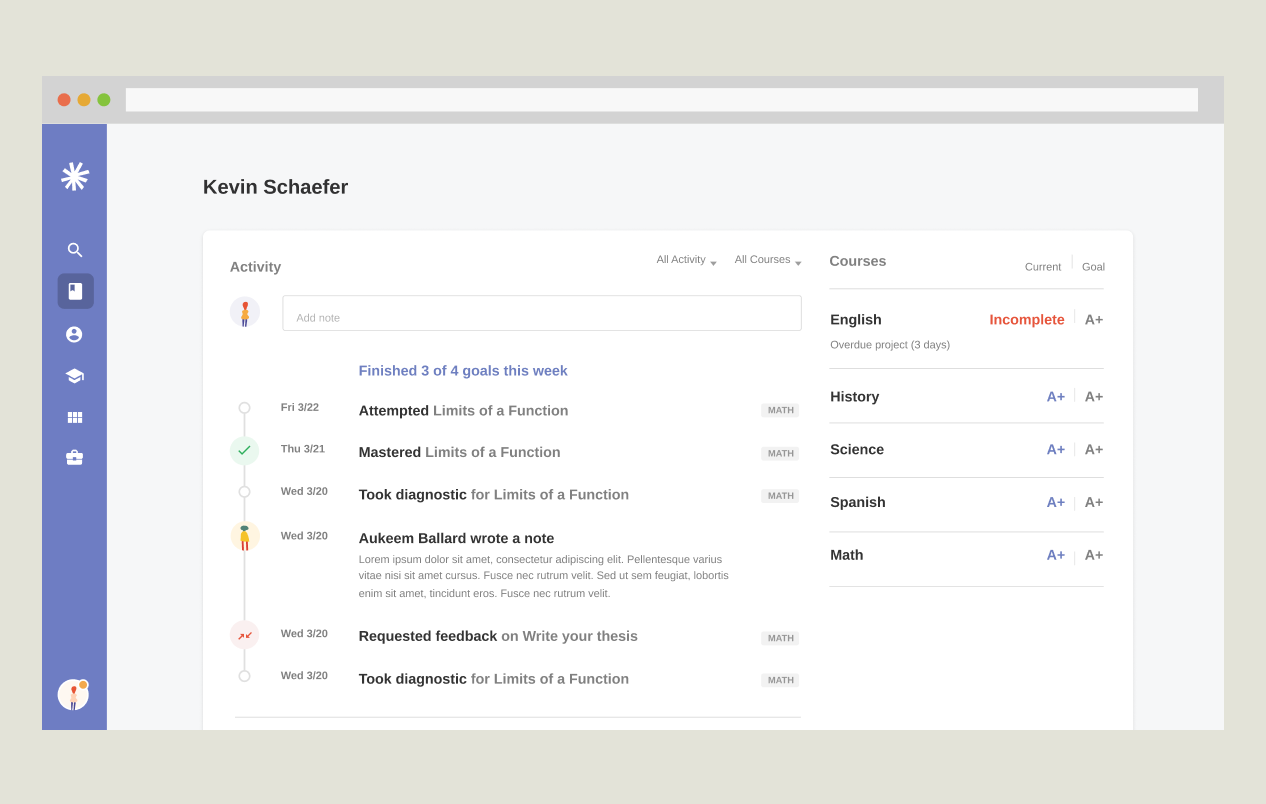 Kevin Schaefer
Activity
All Activity
All Courses
Add note
Finished 3 of 4 goals this week
Fri 3/22
Attempted Limits of a Function
MATH
Thu 3/21
Mastered Limits of a Function
MATH
Wed 3/20
Took diagnostic for Limits of a Function
MATH
Wed 3/20
Aukeem Ballard wrote a note
Lorem ipsum dolor sit amet, consectetur adipiscing elit. Pellentesque varius
vitae nisi sit amet cursus. Fusce nec rutrum velit. Sed ut sem feugiat, lobortis
enim sit amet, tincidunt eros. Fusce nec rutrum velit.
Wed 3/20
Requested feedback on Write your thesis
MATH
Wed 3/20
Took diagnostic for Limits of a Function
MATH
Courses
Current
Goal
English
Incomplete
A+
Overdue project (3 days)
History
A+
A+
Science
A+
A+
Spanish
A+
A+
Math
A+
A+